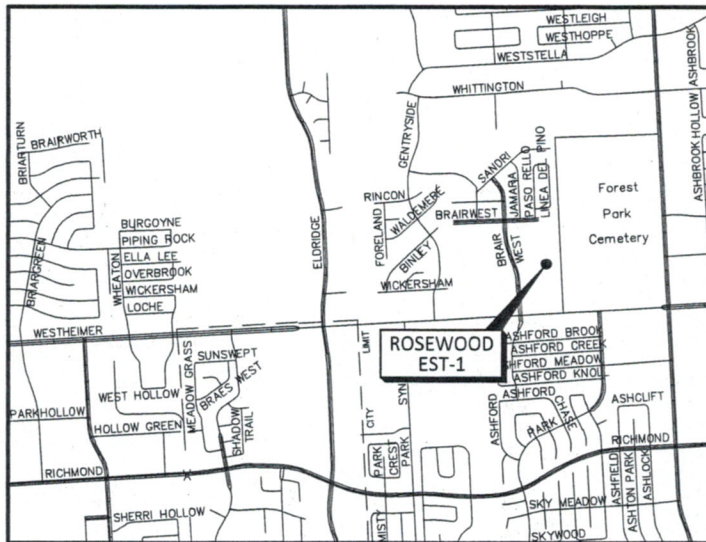 WESTLEIGH
WESTHOPPE
WESTSTELLA
WHITTINGTON
ASHBROOK
ASHBROOK HOLLOW
BRIARTURN
BRAIRWORTH
GENTRYSIDE
SANDRI
JAMARA
PASO RELLO
LINEA DEL PINO
Forest
Park
Cemetery
RINCON
FORELAND
WALDEMERE
BRAIRWEST
BRAIR
WEST
BINLEY
WICKERSHAM
ELDRIDGE
BURGOYNE
PIPING ROCK
ELLA LEE
OVERBROOK
WICKERSHAM
LOCHE
WHEATON
BRIARGREEN
WESTHEIMER
ROSEWOOD
EST-1
ASHFORD BROOK
ASHFORD CREEK
ASHFORD MEADOW
ASHFORD KNOLL
LIMIT
CITY
SYN
MEADOW GRASS
SUNSWEPT
BRAES WEST
WEST HOLLOW
HOLLOW GREEN
SHADOW
TRAIL
PARKHOLLOW
ASHFORD
ASHFORD
CHASE
PARK
ASHCLIFT
RICHMOND
RICHMOND
PARK
CREST
PARK
ASHFIELD
ASHTON PARK
ASHLOCK
SHERRI HOLLOW
MISTY
SKY MEADOW
SKYWOOD